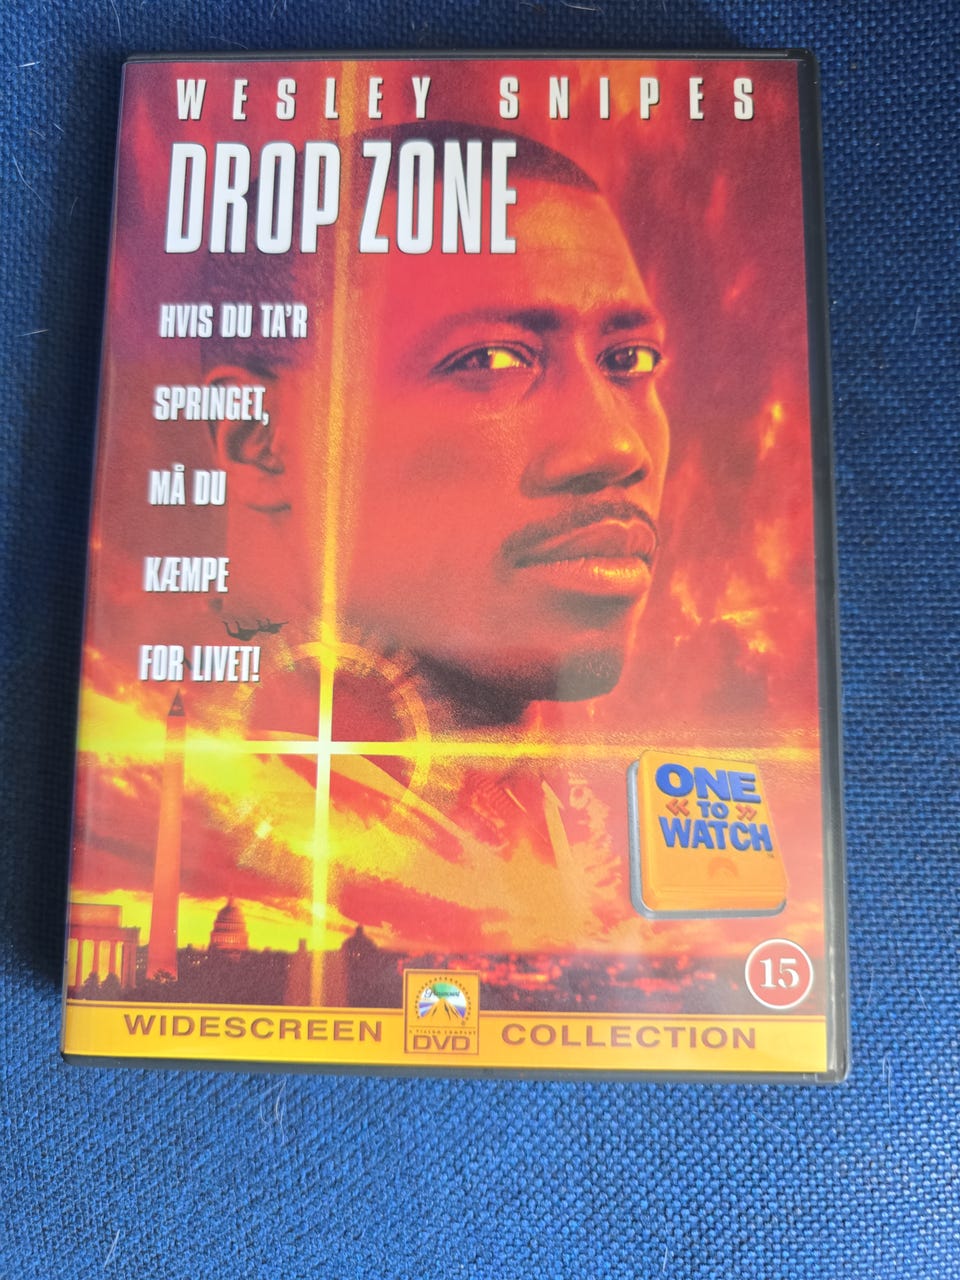 WESLEY SNIPES
DROP ZONE
HVIS DU TA'R
SPRINGET,
MÅ DU
KÆMPE
FOR LIVET!
ONE
TO
WATCH
15
WIDESCREEN
Paramount
DVD
COLLECTION